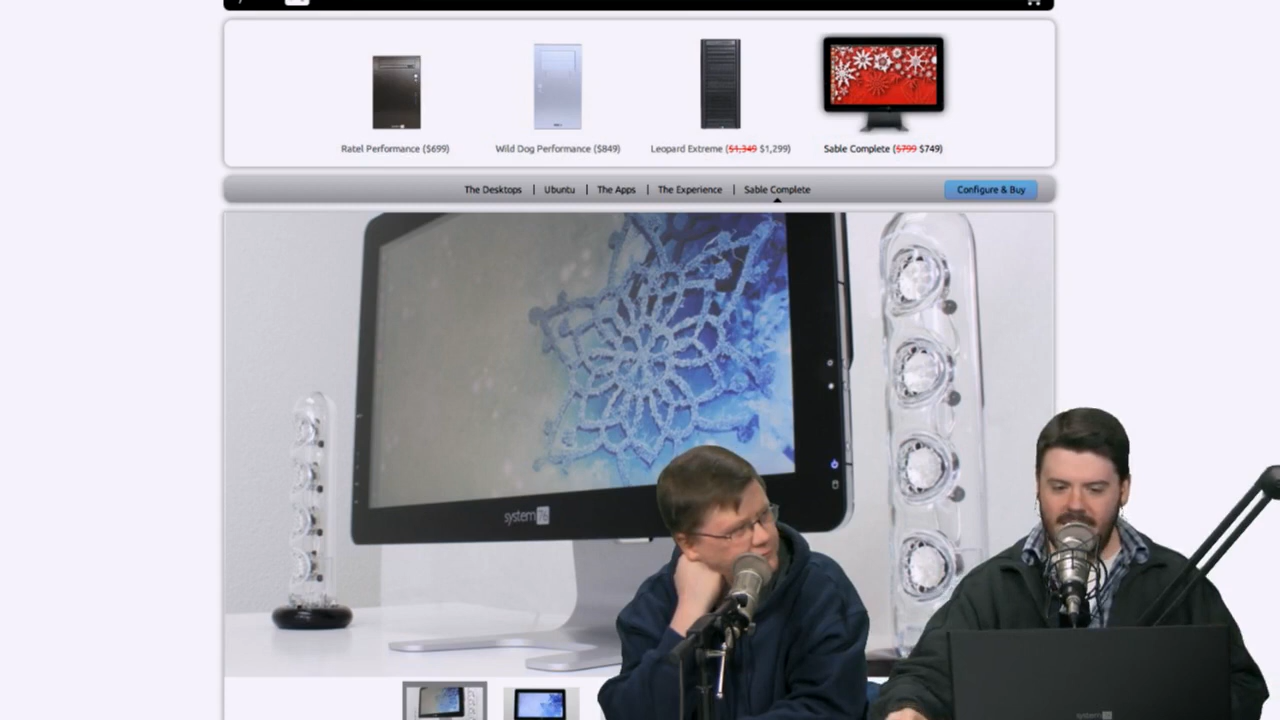 Ratel Performance ($699)
Wild Dog Performance ($849)
Leopard Extreme ($1,349 $1,299)
Sable Complete ($799 $749)
The Desktops | Ubuntu | The Apps | The Experience | Sable Complete
Configure & Buy
system76
system76